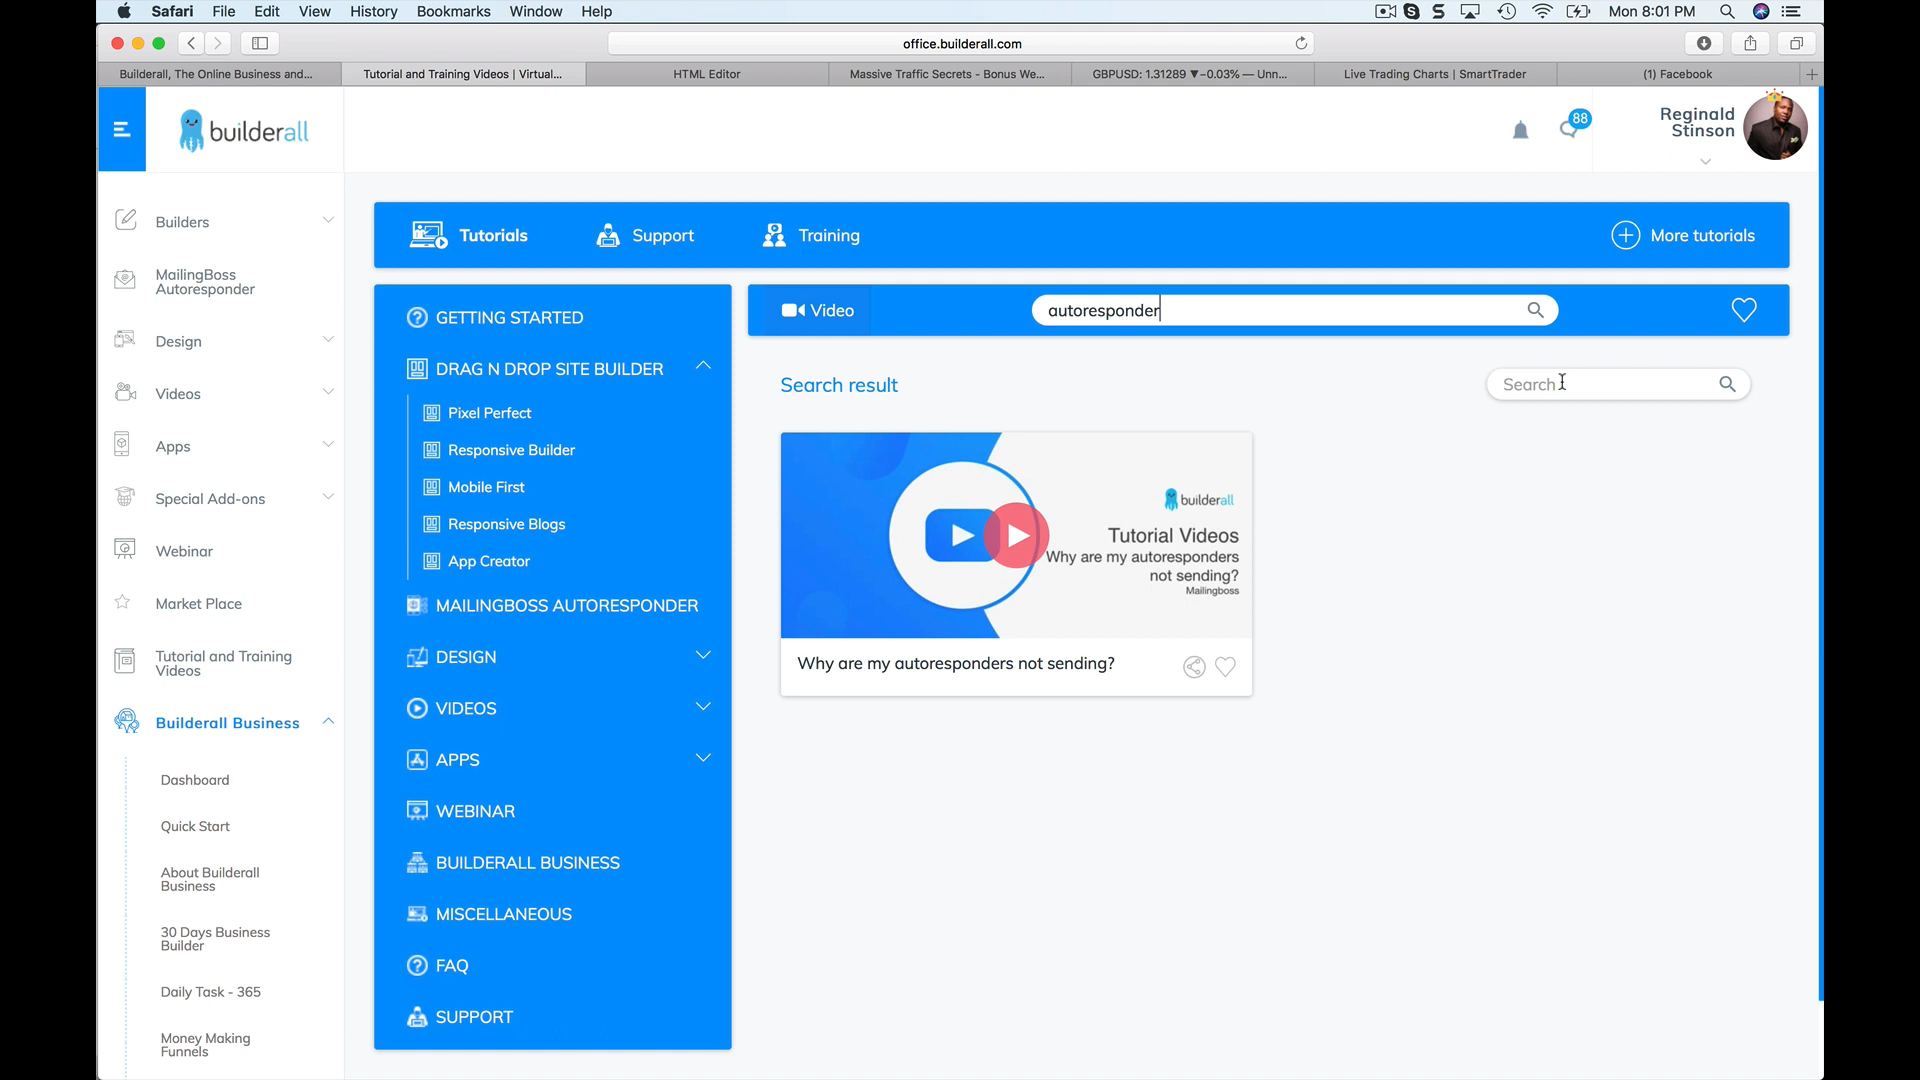 Safari File Edit View History Bookmarks Window Help
Mon 8:01 PM
office.builderall.com
Builderall, The Online Business and...
Tutorial and Training Videos | Virtual...
HTML Editor
Massive Traffic Secrets - Bonus We...
GBPUSD: 1.31289 ▼−0.03% — Unn...
Live Trading Charts | SmartTrader
(1) Facebook
builderall
88
Reginald
Stinson
Builders
MailingBoss
Autoresponder
Design
Videos
Apps
Special Add-ons
Webinar
Market Place
Tutorial and Training
Videos
Builderall Business
Dashboard
Quick Start
About Builderall
Business
30 Days Business
Builder
Daily Task - 365
Money Making
Funnels
Tutorials
Support
Training
More tutorials
GETTING STARTED
DRAG N DROP SITE BUILDER
Pixel Perfect
Responsive Builder
Mobile First
Responsive Blogs
App Creator
MAILINGBOSS AUTORESPONDER
DESIGN
VIDEOS
APPS
WEBINAR
BUILDERALL BUSINESS
MISCELLANEOUS
FAQ
SUPPORT
Video
autoresponder
Search result
Search
builderall
Tutorial Videos
Why are my autoresponders
not sending?
Mailingboss
Why are my autoresponders not sending?